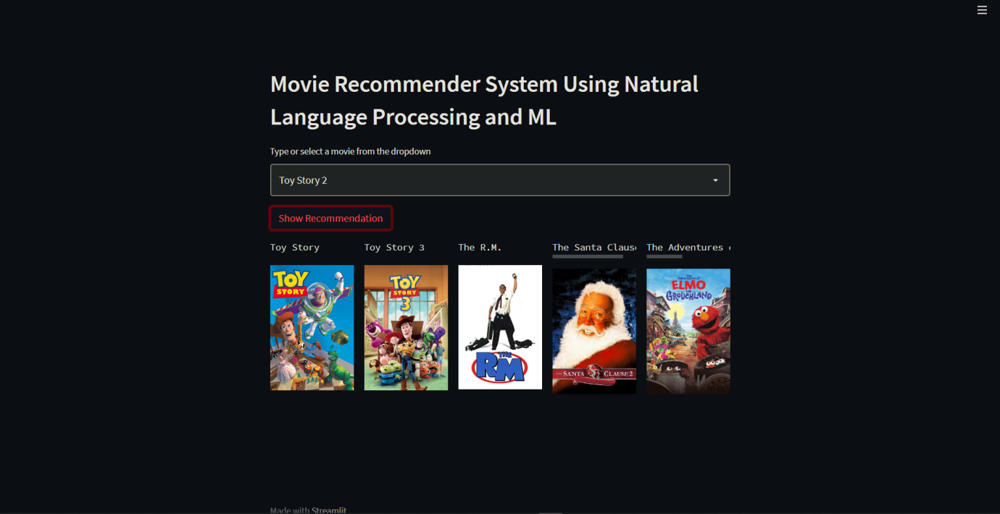 Movie Recommender System Using Natural
Language Processing and ML
Type or select a movie from the dropdown
Toy Story 2
Show Recommendation
Toy Story
Toy Story 3
The R.M.
The Santa Claus
The Adventures
TOY
STORY
TOY
STORY
3
THE
RM
THE SANTA CLAUSE 2
The
Adventures of
ELMO
IN
GROUCHLAND
Made with Streamlit